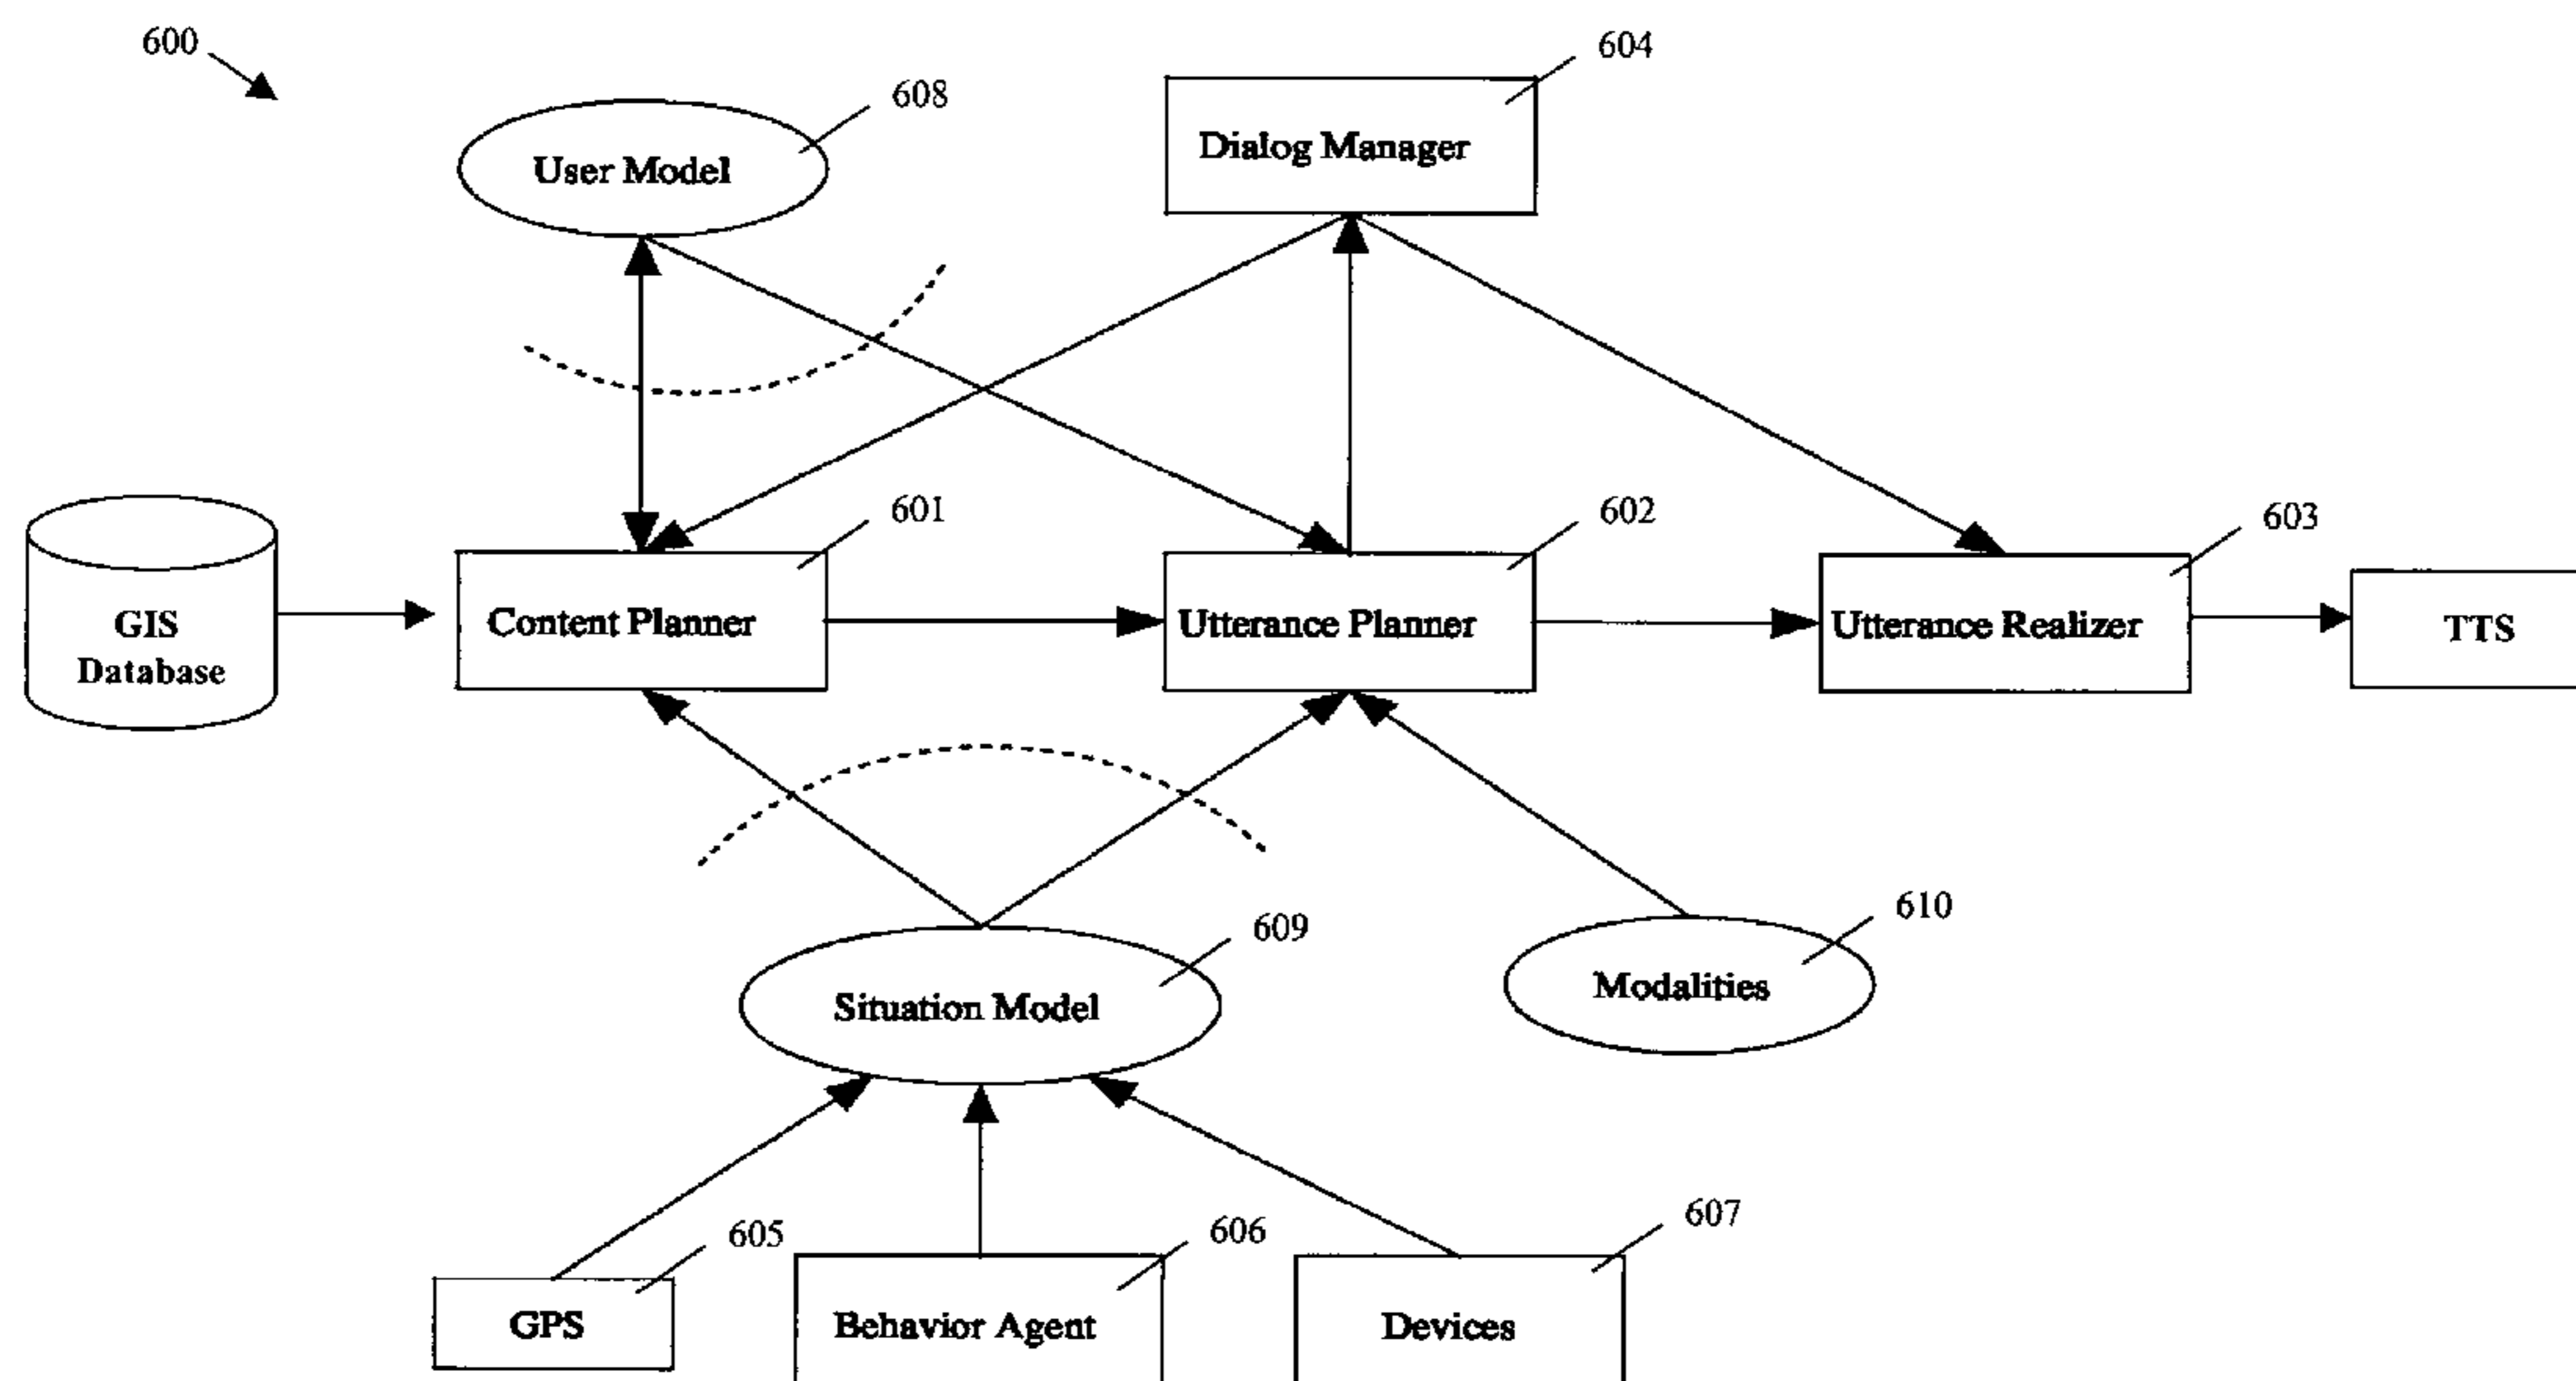 600
604
608
User Model
Dialog Manager
601
602
603
GIS
Database
Content Planner
Utterance Planner
Utterance Realizer
TTS
609
610
Situation Model
Modalities
605
606
607
GPS
Behavior Agent
Devices